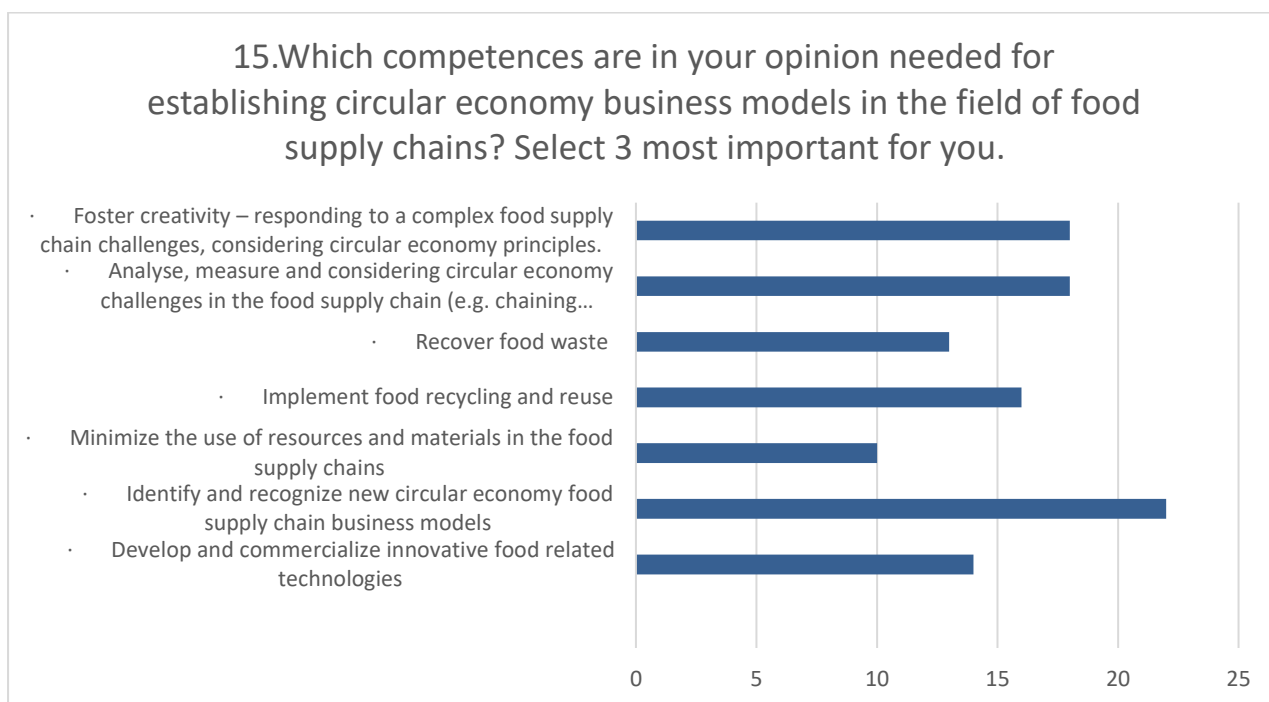 15.Which competences are in your opinion needed for
establishing circular economy business models in the field of food
supply chains? Select 3 most important for you.
· Foster creativity – responding to a complex food supply
chain challenges, considering circular economy principles.
· Analyse, measure and considering circular economy
challenges in the food supply chain (e.g. chaining…
· Recover food waste
· Implement food recycling and reuse
· Minimize the use of resources and materials in the food
supply chains
· Identify and recognize new circular economy food
supply chain business models
· Develop and commercialize innovative food related
technologies
0 5 10 15 20 25